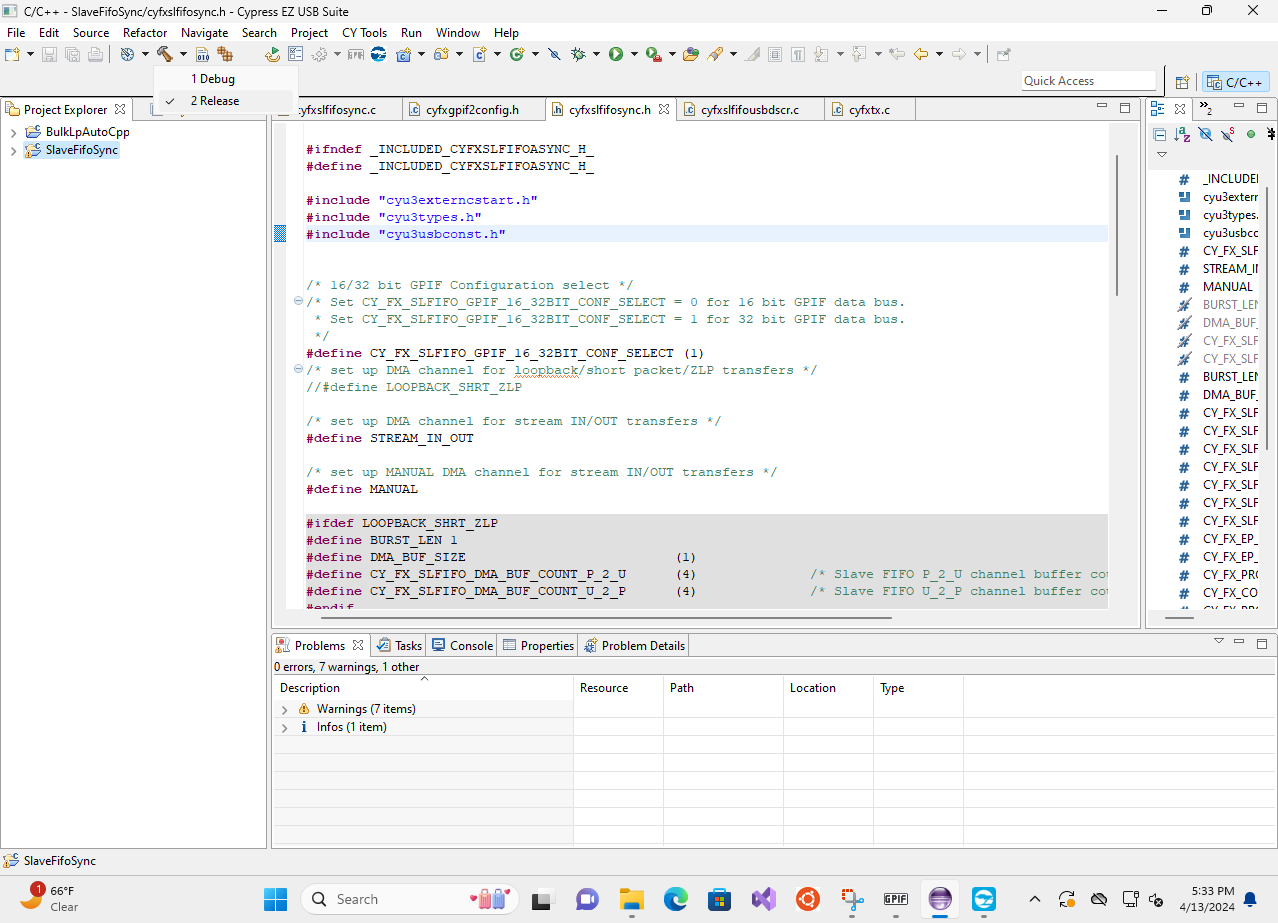 C/C++ - SlaveFifoSync/cyfxslfifosync.h - Cypress EZ USB Suite
File Edit Source Refactor Navigate Search Project CY Tools Run Window Help
1 Debug
2 Release
Quick Access
C/C++
Project Explorer
BulkLpAutoCpp
SlaveFifoSync
cyfxslfifosync.c
cyfxgpif2config.h
cyfxslfifosync.h
cyfxslfifousbdscr.c
cyfxtx.c
#ifndef _INCLUDED_CYFXSLFIFOASYNC_H_
#define _INCLUDED_CYFXSLFIFOASYNC_H_
#include "cyu3externcstart.h"
#include "cyu3types.h"
#include "cyu3usbconst.h"
/* 16/32 bit GPIF Configuration select */
/* Set CY_FX_SLFIFO_GPIF_16_32BIT_CONF_SELECT = 0 for 16 bit GPIF data bus.
* Set CY_FX_SLFIFO_GPIF_16_32BIT_CONF_SELECT = 1 for 32 bit GPIF data bus.
*/
#define CY_FX_SLFIFO_GPIF_16_32BIT_CONF_SELECT (1)
/* set up DMA channel for loopback/short packet/ZLP transfers */
//#define LOOPBACK_SHRT_ZLP
/* set up DMA channel for stream IN/OUT transfers */
#define STREAM_IN_OUT
/* set up MANUAL DMA channel for stream IN/OUT transfers */
#define MANUAL
#ifdef LOOPBACK_SHRT_ZLP
#define BURST_LEN 1
#define DMA_BUF_SIZE (1)
#define CY_FX_SLFIFO_DMA_BUF_COUNT_P_2_U (4) /* Slave FIFO P_2_U channel buffer cou
#define CY_FX_SLFIFO_DMA_BUF_COUNT_U_2_P (4) /* Slave FIFO U_2_P channel buffer cou
#endif
2
_INCLUDE
cyu3extern
cyu3types.
cyu3usbco
CY_FX_SLF
STREAM_IN
MANUAL
BURST_LEN
DMA_BUF_
CY_FX_SLF
CY_FX_SLF
BURST_LEN
DMA_BUF_
CY_FX_SLF
CY_FX_SLF
CY_FX_SLF
CY_FX_SLF
CY_FX_SLF
CY_FX_SLF
CY_FX_SLF
CY_FX_EP_
CY_FX_EP_
CY_FX_PRO
CY_FX_CO
CY_FX_PRO
Problems
Tasks
Console
Properties
Problem Details
0 errors, 7 warnings, 1 other
Description Resource Path Location Type
Warnings (7 items)
Infos (1 item)
SlaveFifoSync
1
66°F
Clear
Search
GPIF
5:33 PM
4/13/2024